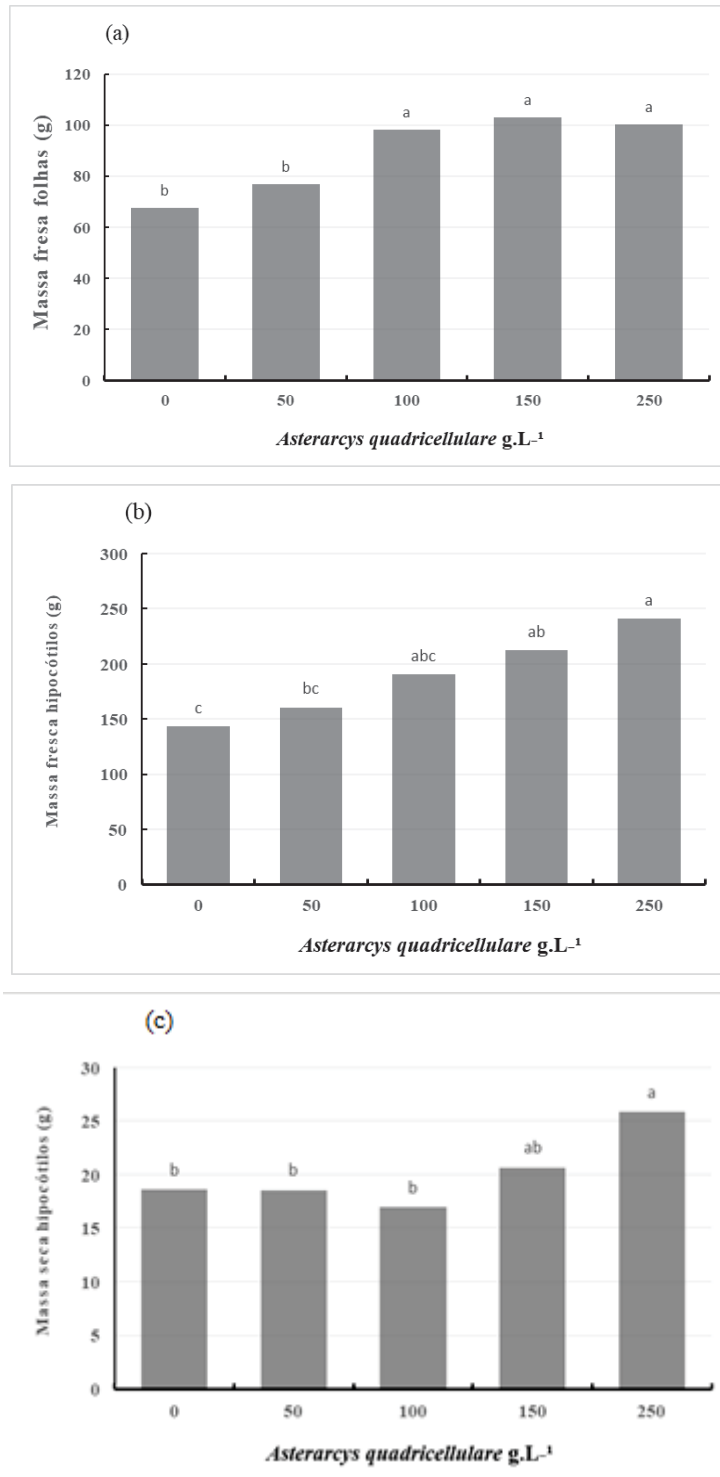 (a)
Massa fresa folhas (g)
120
100
80
60
40
20
0
b
b
a
a
a
0 50 100 150 250
Asterarcys quadricellulare g.L-¹
(b)
Massa fresca hipocótilos (g)
300
250
200
150
100
50
0
c
bc
abc
ab
a
0 50 100 150 250
Asterarcys quadricellulare g.L-¹
(c)
Massa seca hipocótilos (g)
30
25
20
15
10
5
0
b
b
b
ab
a
0 50 100 150 250
Asterarcys quadricellulare g.L-¹